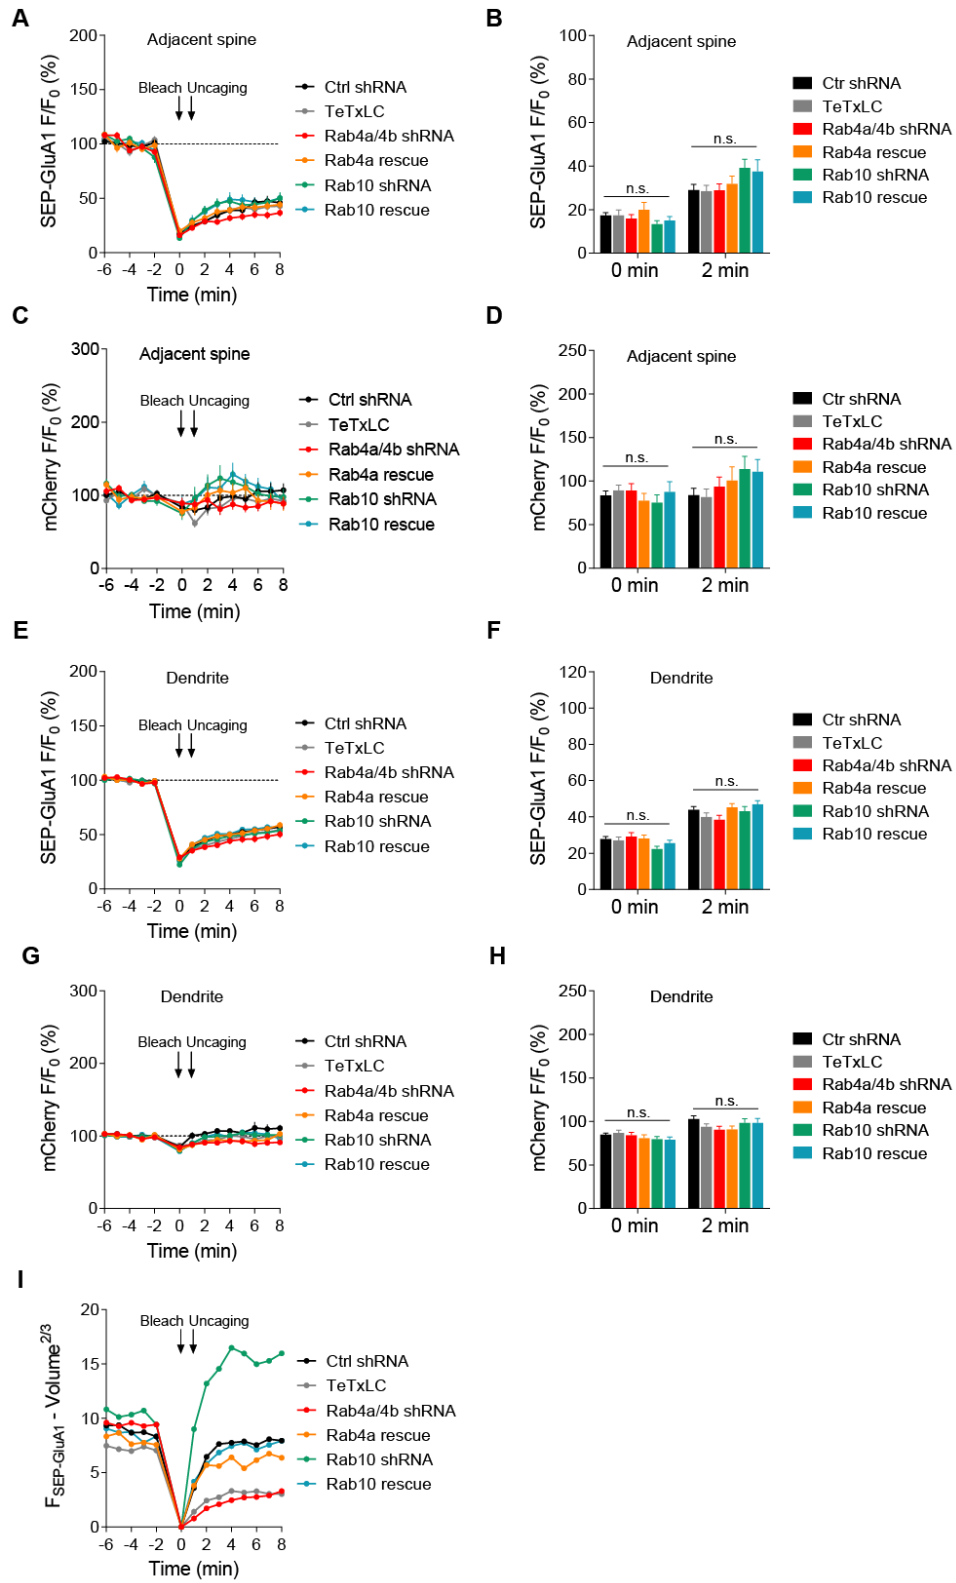 A
Adjacent spine
SEP-GluA1 F/F0 (%)
200
150
100
50
0
Bleach Uncaging
-6 -4 -2 0 2 4 6 8
Time (min)
Ctrl shRNA
TeTxLC
Rab4a/4b shRNA
Rab4a rescue
Rab10 shRNA
Rab10 rescue
B
Adjacent spine
SEP-GluA1 F/F0 (%)
100
80
60
40
20
0
n.s.
n.s.
0 min 2 min
Ctr shRNA
TeTxLC
Rab4a/4b shRNA
Rab4a rescue
Rab10 shRNA
Rab10 rescue
C
Adjacent spine
mCherry F/F0 (%)
300
200
100
0
Bleach Uncaging
-6 -4 -2 0 2 4 6 8
Time (min)
Ctrl shRNA
TeTxLC
Rab4a/4b shRNA
Rab4a rescue
Rab10 shRNA
Rab10 rescue
D
Adjacent spine
mCherry F/F0 (%)
250
200
150
100
50
0
n.s.
n.s.
0 min 2 min
Ctr shRNA
TeTxLC
Rab4a/4b shRNA
Rab4a rescue
Rab10 shRNA
Rab10 rescue
E
Dendrite
SEP-GluA1 F/F0 (%)
200
150
100
50
0
Bleach Uncaging
-6 -4 -2 0 2 4 6 8
Time (min)
Ctrl shRNA
TeTxLC
Rab4a/4b shRNA
Rab4a rescue
Rab10 shRNA
Rab10 rescue
F
Dendrite
SEP-GluA1 F/F0 (%)
120
100
80
60
40
20
0
n.s.
n.s.
0 min 2 min
Ctr shRNA
TeTxLC
Rab4a/4b shRNA
Rab4a rescue
Rab10 shRNA
Rab10 rescue
G
Dendrite
mCherry F/F0 (%)
300
200
100
0
Bleach Uncaging
-6 -4 -2 0 2 4 6 8
Time (min)
Ctrl shRNA
TeTxLC
Rab4a/4b shRNA
Rab4a rescue
Rab10 shRNA
Rab10 rescue
H
Dendrite
mCherry F/F0 (%)
250
200
150
100
50
0
n.s.
n.s.
0 min 2 min
Ctr shRNA
TeTxLC
Rab4a/4b shRNA
Rab4a rescue
Rab10 shRNA
Rab10 rescue
I
FSEP-GluA1 - Volume2/3
20
15
10
5
0
Bleach Uncaging
-6 -4 -2 0 2 4 6 8
Time (min)
Ctrl shRNA
TeTxLC
Rab4a/4b shRNA
Rab4a rescue
Rab10 shRNA
Rab10 rescue